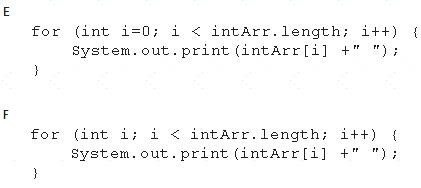 E
for (int i=0; i < intArr.length; i++) {
System.out.print(intArr[i] +" ");
}
F
for (int i; i < intArr.length; i++) {
System.out.print(intArr[i] +" ");
}